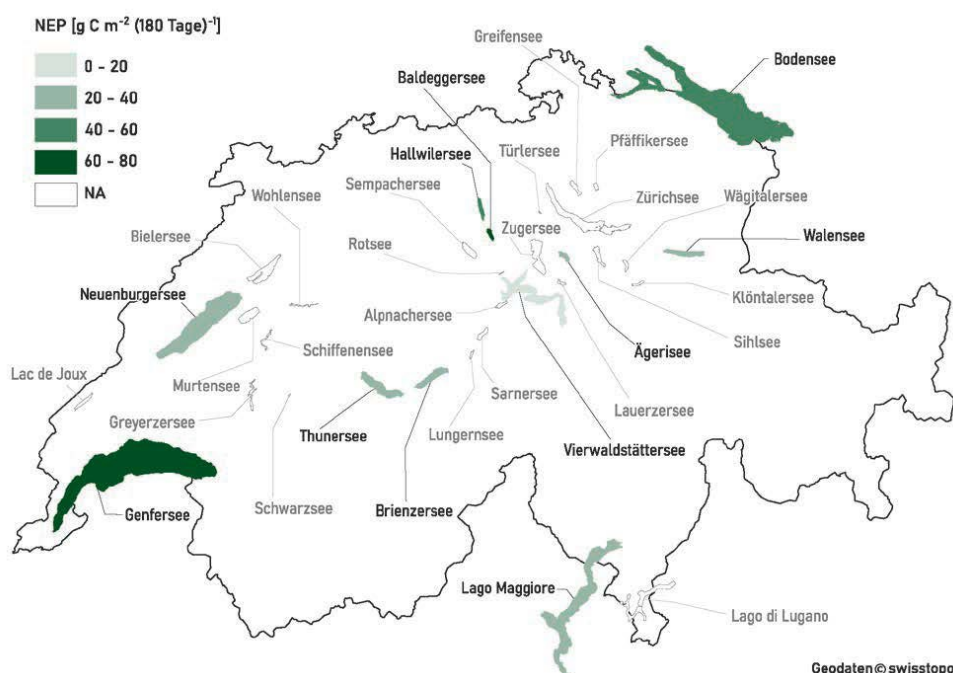 NEP [g C m⁻² (180 Tage)⁻¹]
0 – 20
20 – 40
40 – 60
60 – 80
NA
Greifensee
Bodensee
Baldeggersee
Hallwilersee
Türlersee
Pfäffikersee
Sempachersee
Wohlensee
Zürichsee
Wägitalersee
Bielersee
Zugersee
Rotsee
Walensee
Neuenburgersee
Alpnachersee
Klöntalersee
Schiffenensee
Ägerisee
Sihlsee
Lac de Joux
Murtensee
Sarnersee
Greyerzersee
Thunersee
Lungernsee
Lauerzersee
Vierwaldstättersee
Genfersee
Schwarzsee
Brienzersee
Lago Maggiore
Lago di Lugano
Geodaten © swisstopo